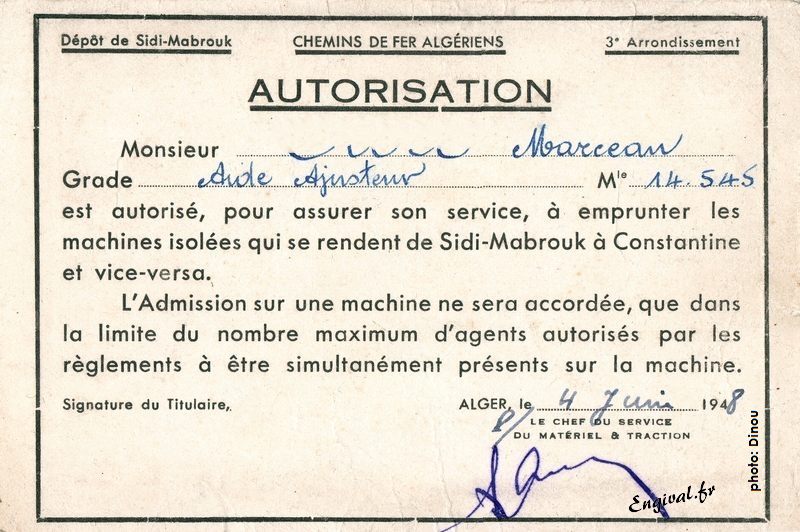 Dépôt de Sidi-Mabrouk CHEMINS DE FER ALGÉRIENS 3e Arrondissement
AUTORISATION
Monsieur Marceau
Grade Aide Ajusteur Mle 14.545
est autorisé, pour assurer son service, à emprunter les
machines isolées qui se rendent de Sidi-Mabrouk à Constantine
et vice-versa.
L'Admission sur une machine ne sera accordée, que dans
la limite du nombre maximum d'agents autorisés par les
règlements à être simultanément présents sur la machine.
Signature du Titulaire, ALGER, le 4 Juin 1948
P/ LE CHEF DU SERVICE
DU MATÉRIEL & TRACTION
Engival.fr
photo: Dinou